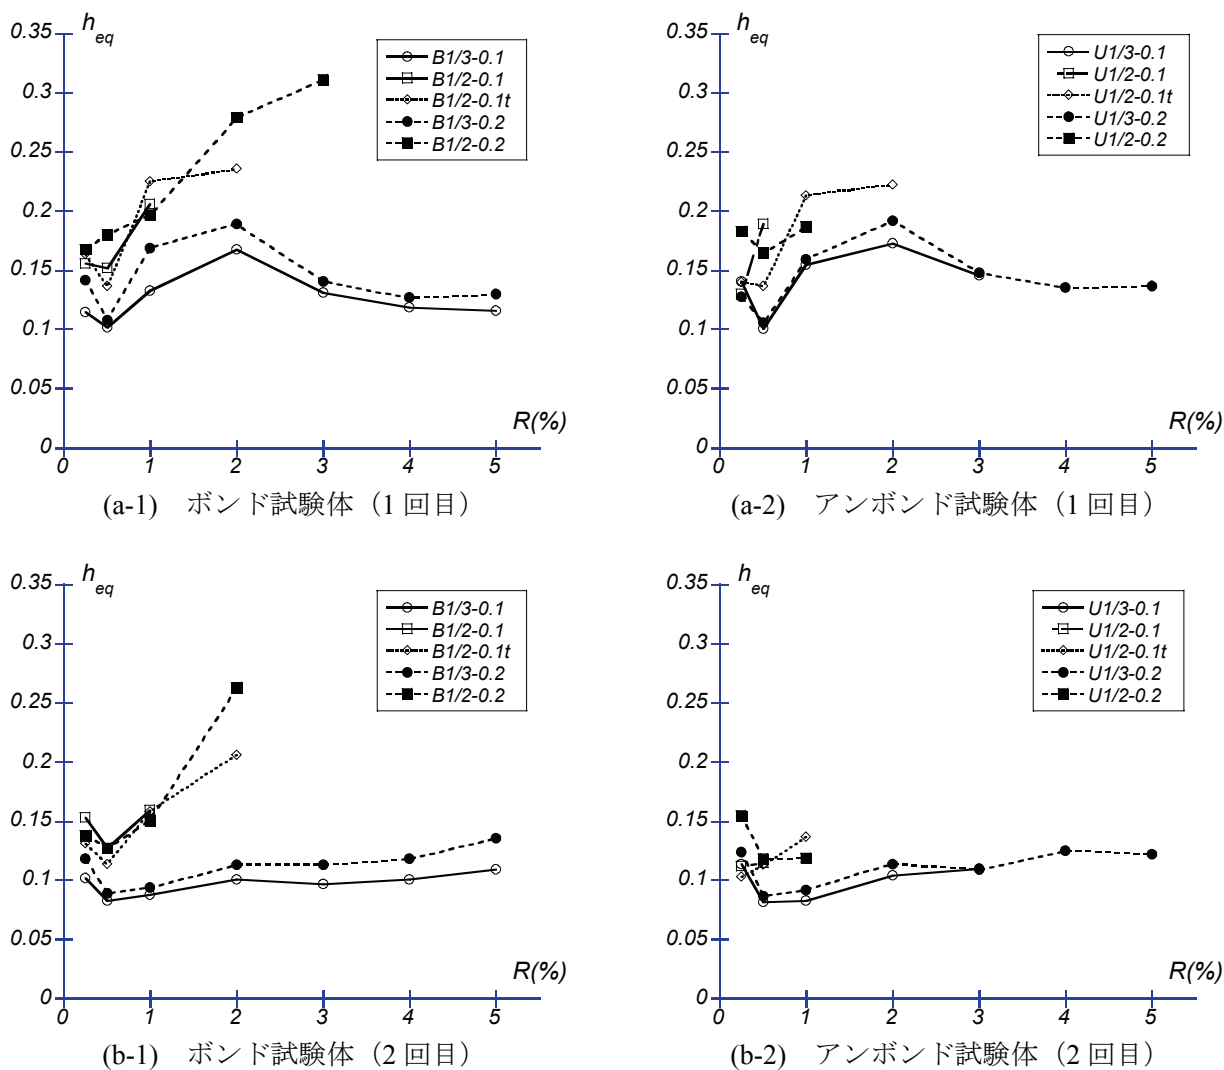 h eq
0.35
0.3
0.25
0.2
0.15
0.1
0.05
0
B1/3-0.1
B1/2-0.1
B1/2-0.1t
B1/3-0.2
B1/2-0.2
R(%)
0 1 2 3 4 5
(a-1) ボンド試験体（1 回目）
h eq
0.35
0.3
0.25
0.2
0.15
0.1
0.05
0
U1/3-0.1
U1/2-0.1
U1/2-0.1t
U1/3-0.2
U1/2-0.2
R(%)
0 1 2 3 4 5
(a-2) アンボンド試験体（1 回目）
h eq
0.35
0.3
0.25
0.2
0.15
0.1
0.05
0
B1/3-0.1
B1/2-0.1
B1/2-0.1t
B1/3-0.2
B1/2-0.2
R(%)
0 1 2 3 4 5
(b-1) ボンド試験体（2 回目）
h eq
0.35
0.3
0.25
0.2
0.15
0.1
0.05
0
U1/3-0.1
U1/2-0.1
U1/2-0.1t
U1/3-0.2
U1/2-0.2
R(%)
0 1 2 3 4 5
(b-2) アンボンド試験体（2 回目）